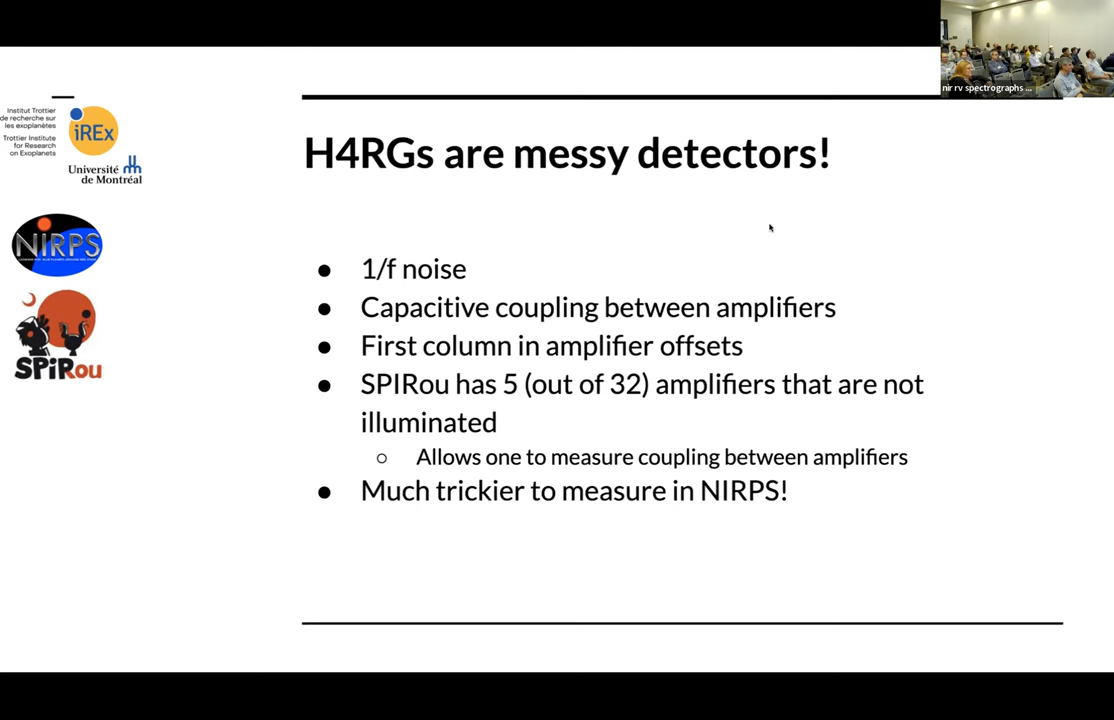 nir rv spectrographs ...
Institut Trottier
de recherche sur
les exoplanètes
Trottier Institute
for Research
on Exoplanets
iREx
Université
de Montréal
NIRPS
SPiRou
H4RGs are messy detectors!
● 1/f noise
● Capacitive coupling between amplifiers
● First column in amplifier offsets
● SPIRou has 5 (out of 32) amplifiers that are not
illuminated
○ Allows one to measure coupling between amplifiers
● Much trickier to measure in NIRPS!